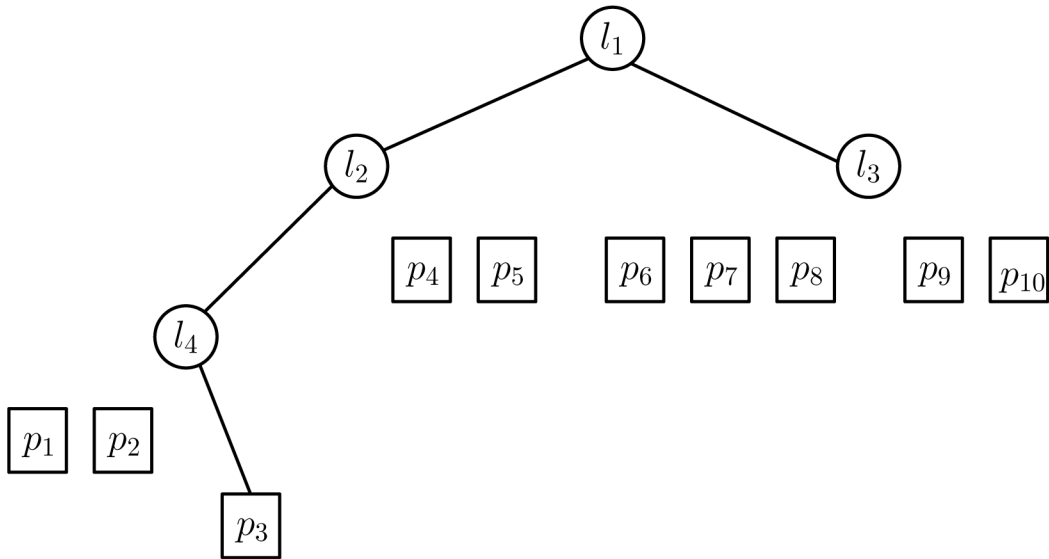 l₁
l₂ l₃
p₄ p₅ p₆ p₇ p₈ p₉ p₁₀
l₄
p₁ p₂
p₃